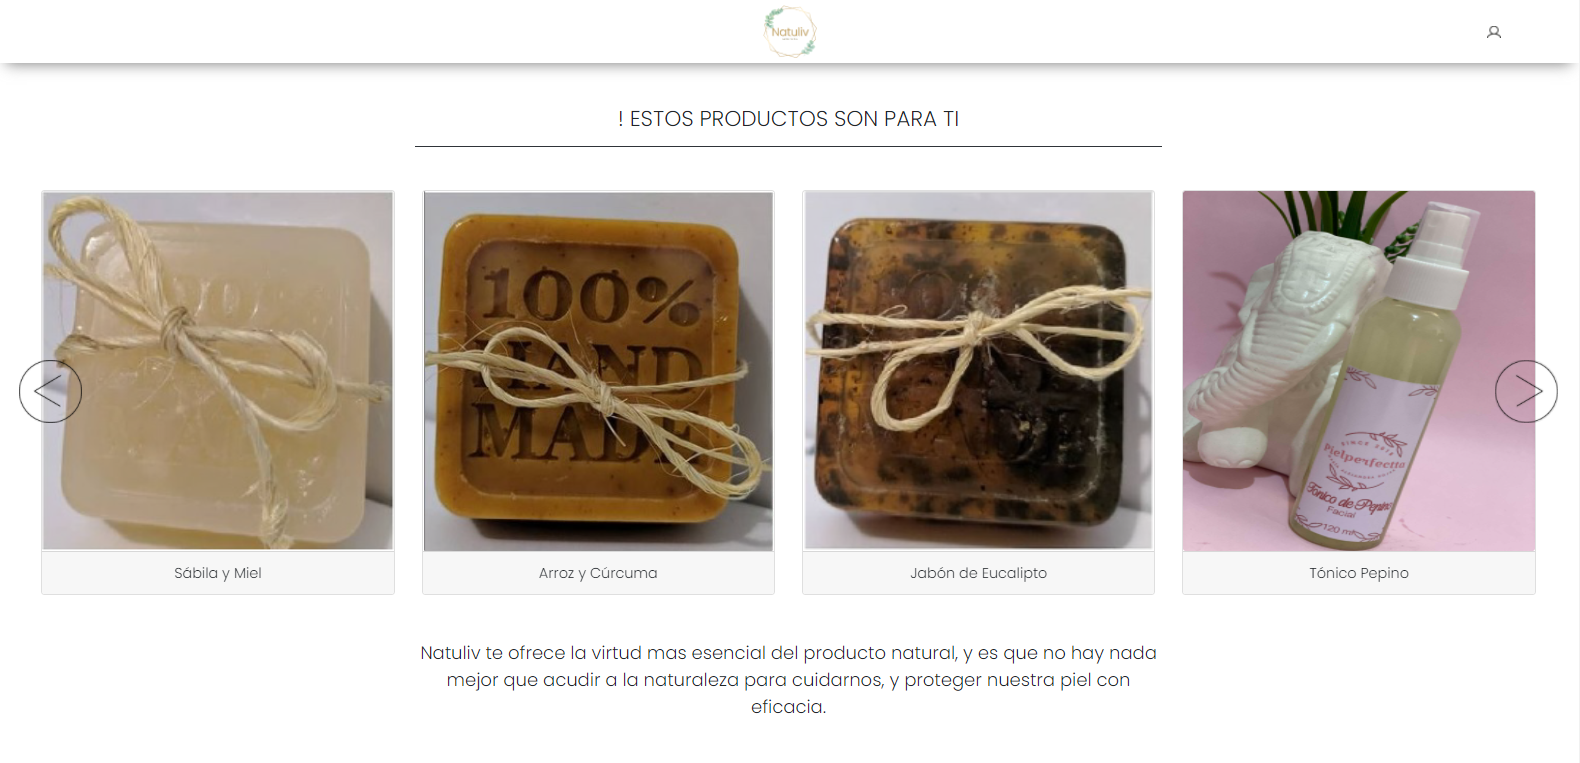 Natuliv
! ESTOS PRODUCTOS SON PARA TI
100%
HAND
MADE
SINCE
Pielperfectta
Tónico de Pepino
Facial
120 ml
Sábila y Miel
Arroz y Cúrcuma
Jabón de Eucalipto
Tónico Pepino
Natuliv te ofrece la virtud mas esencial del producto natural, y es que no hay nada
mejor que acudir a la naturaleza para cuidarnos, y proteger nuestra piel con
eficacia.